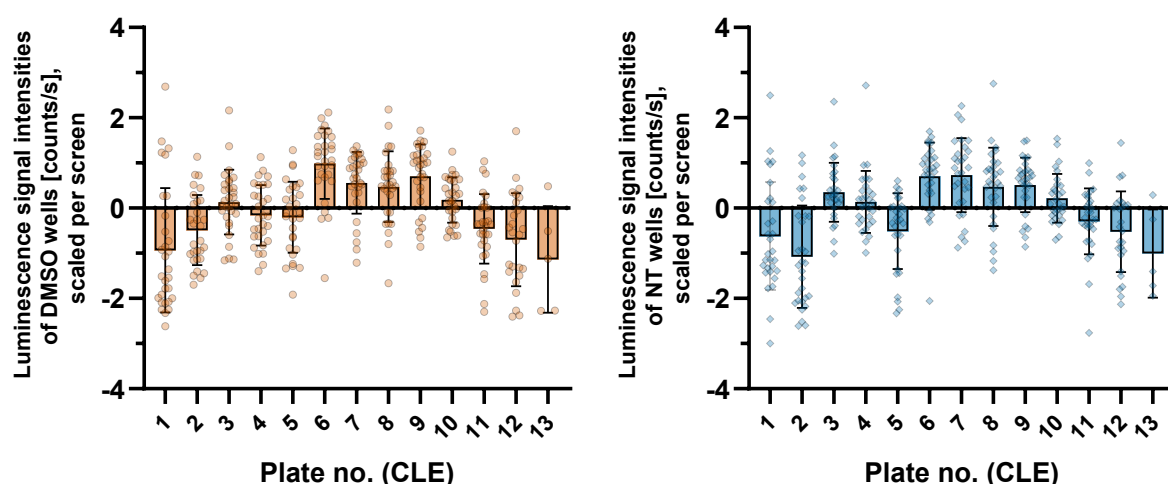 Luminescence signal intensities
of DMSO wells [counts/s],
scaled per screen
4
2
0
-2
-4
1 2 3 4 5 6 7 8 9 10 11 12 13
Plate no. (CLE)
Luminescence signal intensities
of NT wells [counts/s],
scaled per screen
4
2
0
-2
-4
1 2 3 4 5 6 7 8 9 10 11 12 13
Plate no. (CLE)